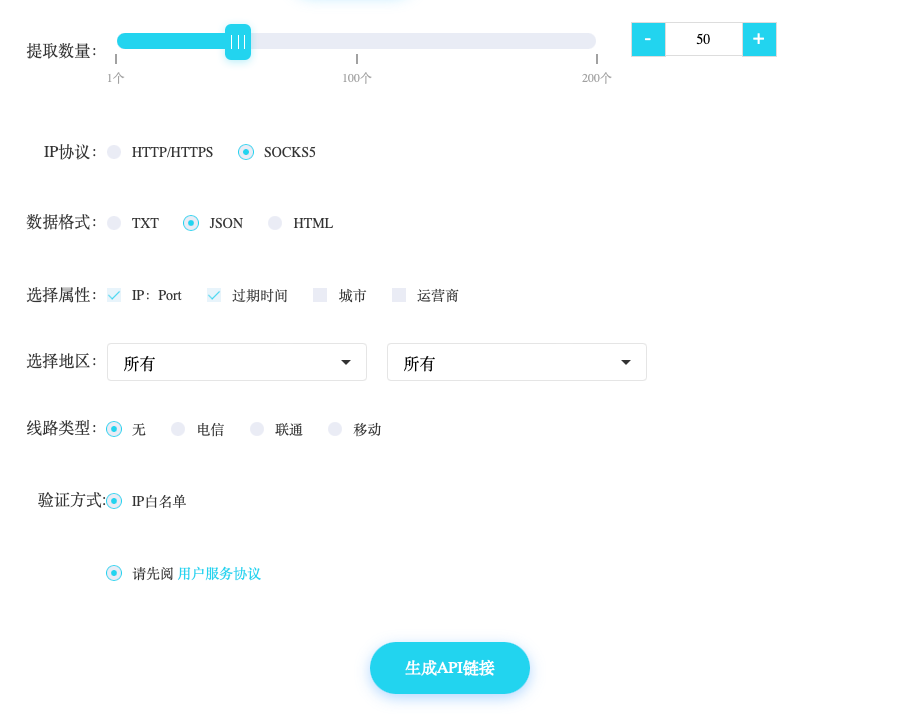 提取数量： - 50 +
1个 100个 200个
IP协议： HTTP/HTTPS SOCKS5
数据格式： TXT JSON HTML
选择属性： IP：Port 过期时间 城市 运营商
选择地区： 所有 所有
线路类型： 无 电信 联通 移动
验证方式: IP白名单
请先阅 用户服务协议
生成API链接